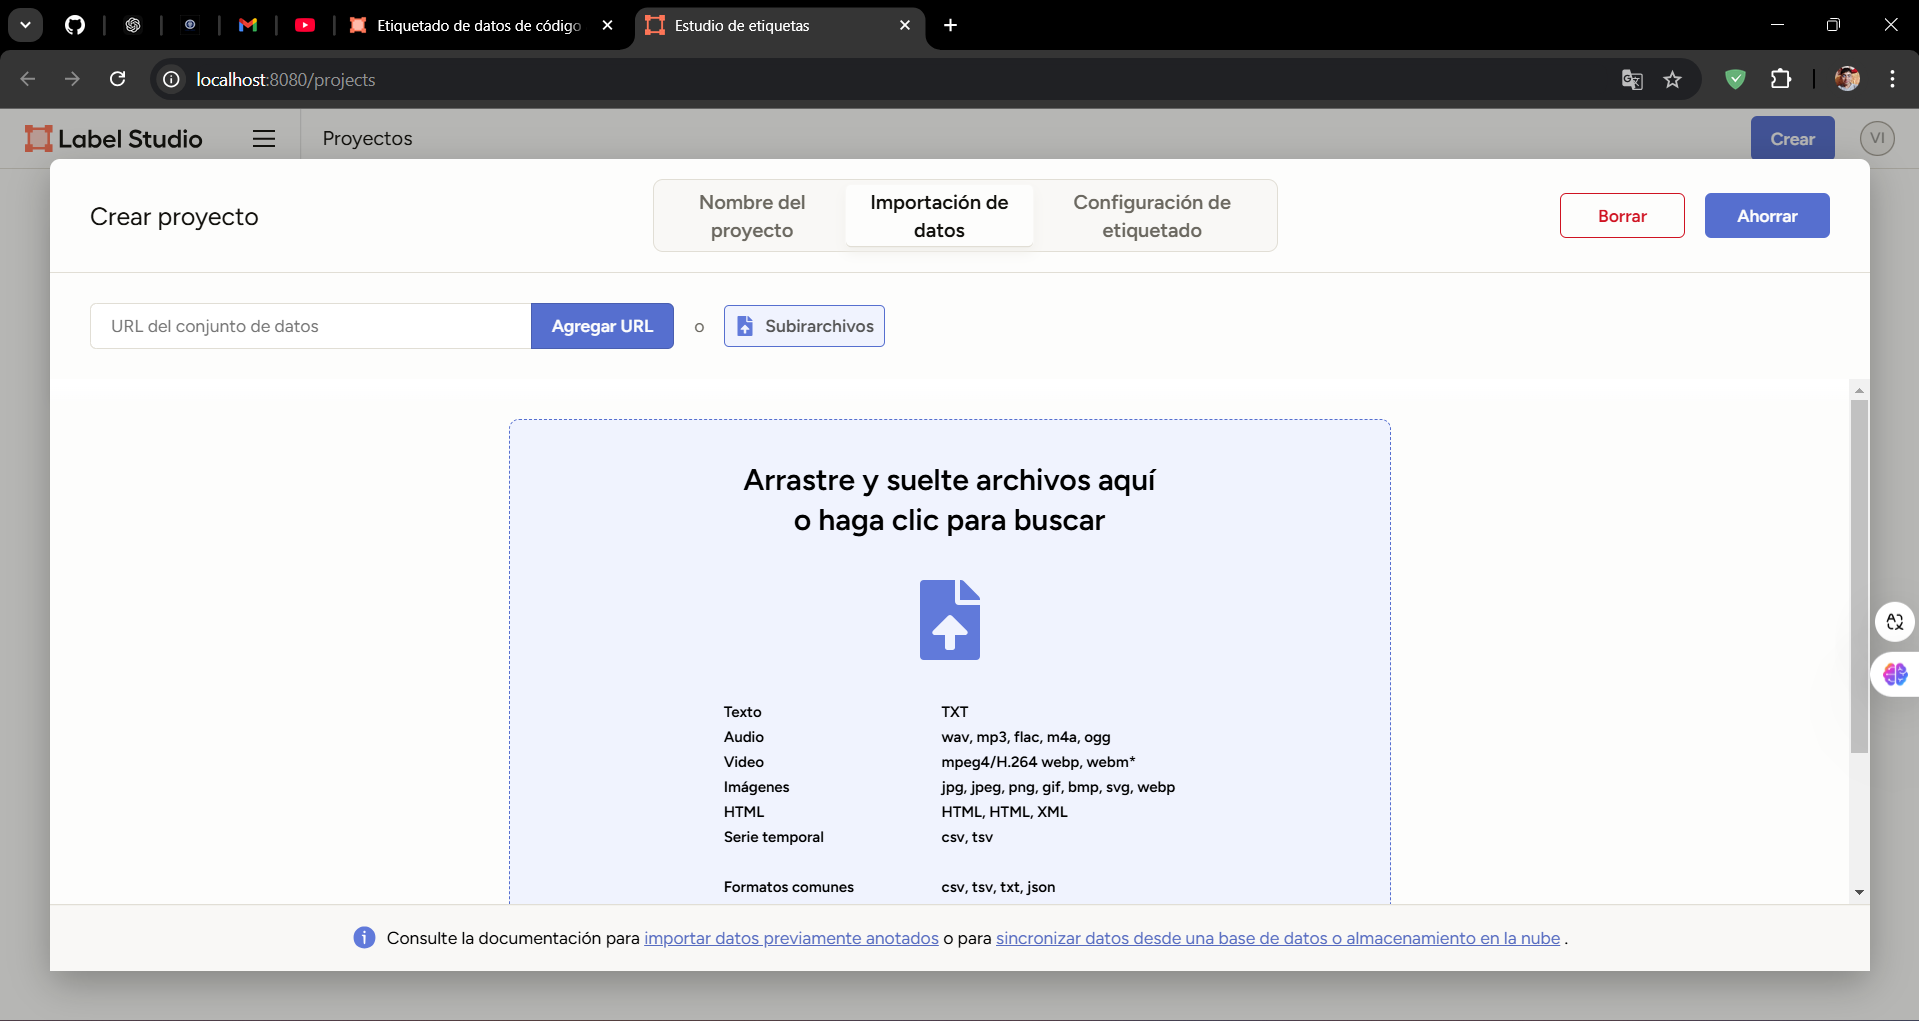 Etiquetado de datos de código
Estudio de etiquetas
localhost:8080/projects
Label Studio
Proyectos
Crear
VI
Crear proyecto
Nombre del
proyecto
Importación de
datos
Configuración de
etiquetado
Borrar
Ahorrar
URL del conjunto de datos
Agregar URL
o
Subirarchivos
Arrastre y suelte archivos aquí
o haga clic para buscar
Texto TXT
Audio wav, mp3, flac, m4a, ogg
Video mpeg4/H.264 webp, webm*
Imágenes jpg, jpeg, png, gif, bmp, svg, webp
HTML HTML, HTML, XML
Serie temporal csv, tsv
Formatos comunes csv, tsv, txt, json
Consulte la documentación para importar datos previamente anotados o para sincronizar datos desde una base de datos o almacenamiento en la nube .